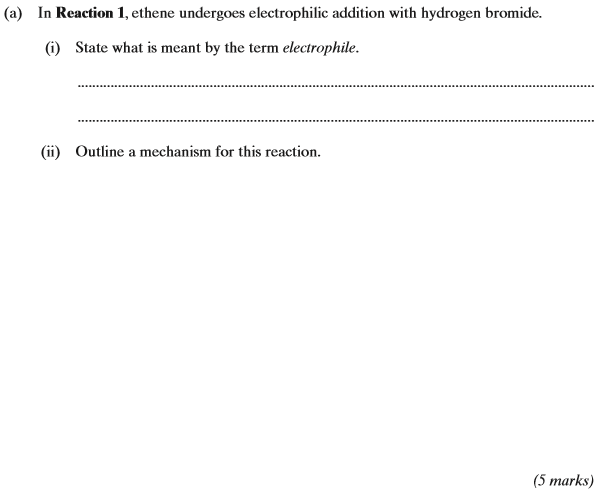 (a) In Reaction 1, ethene undergoes electrophilic addition with hydrogen bromide.
(i) State what is meant by the term electrophile.
(ii) Outline a mechanism for this reaction.
(5 marks)